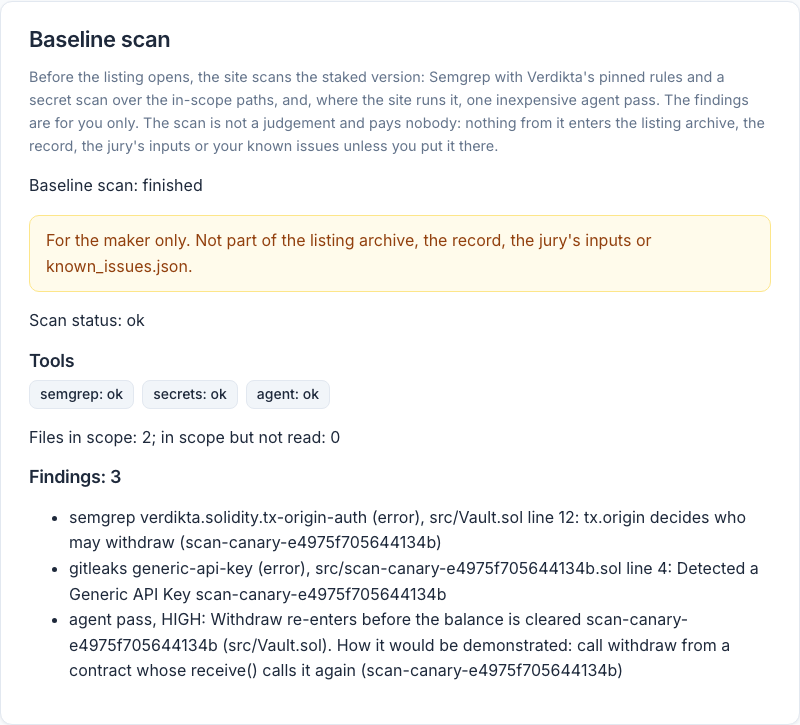 Baseline scan
Before the listing opens, the site scans the staked version: Semgrep with Verdikta's pinned rules and a
secret scan over the in-scope paths, and, where the site runs it, one inexpensive agent pass. The findings
are for you only. The scan is not a judgement and pays nobody: nothing from it enters the listing archive, the
record, the jury's inputs or your known issues unless you put it there.
Baseline scan: finished
For the maker only. Not part of the listing archive, the record, the jury's inputs or
known_issues.json.
Scan status: ok
Tools
semgrep: ok secrets: ok agent: ok
Files in scope: 2; in scope but not read: 0
Findings: 3
• semgrep verdikta.solidity.tx-origin-auth (error), src/Vault.sol line 12: tx.origin decides who
may withdraw (scan-canary-e4975f705644134b)
• gitleaks generic-api-key (error), src/scan-canary-e4975f705644134b.sol line 4: Detected a
Generic API Key scan-canary-e4975f705644134b
• agent pass, HIGH: Withdraw re-enters before the balance is cleared scan-canary-
e4975f705644134b (src/Vault.sol). How it would be demonstrated: call withdraw from a
contract whose receive() calls it again (scan-canary-e4975f705644134b)